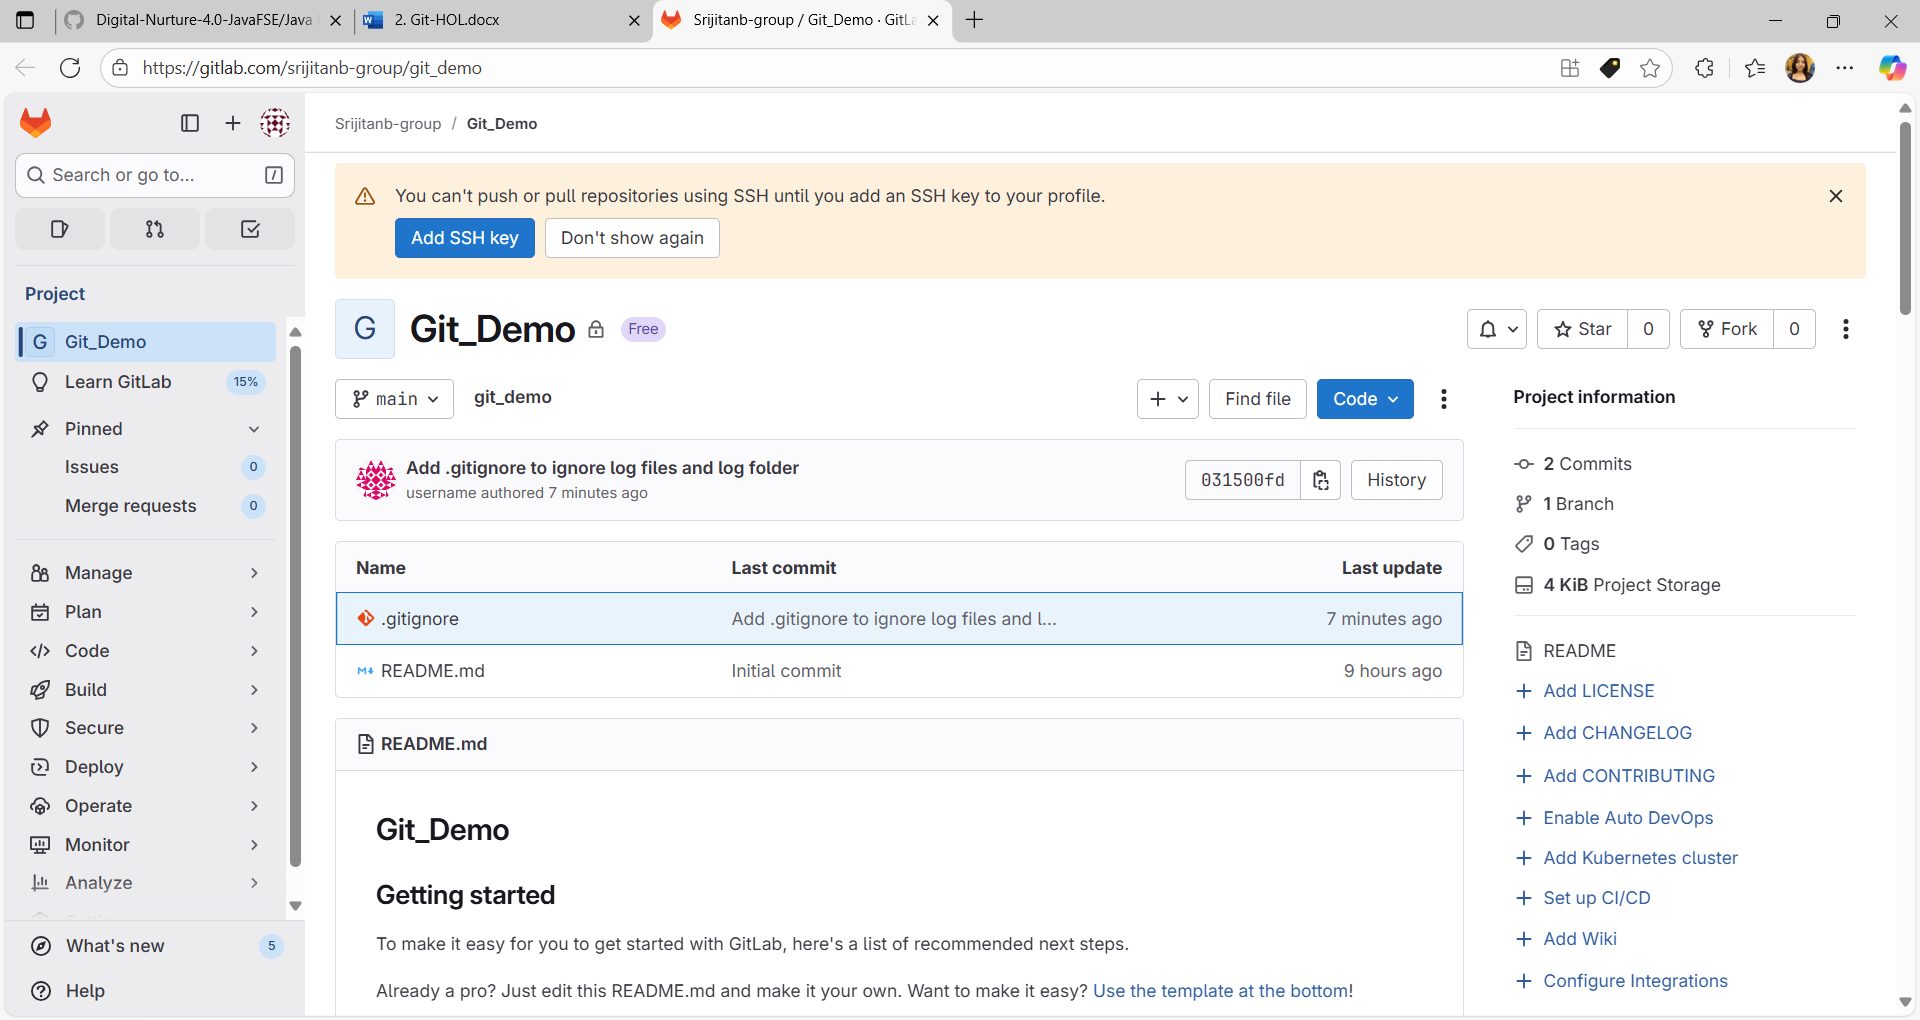 Digital-Nurture-4.0-JavaFSE/Java
2. Git-HOL.docx
Srijitanb-group / Git_Demo · GitLa
https://gitlab.com/srijitanb-group/git_demo
Search or go to...
/
Project
G Git_Demo
Learn GitLab 15%
Pinned
Issues 0
Merge requests 0
Manage
Plan
Code
Build
Secure
Deploy
Operate
Monitor
Analyze
What's new 5
Help
Srijitanb-group / Git_Demo
You can't push or pull repositories using SSH until you add an SSH key to your profile.
Add SSH key Don't show again
G Git_Demo Free
Star 0 Fork 0
main git_demo
Find file Code
Add .gitignore to ignore log files and log folder
username authored 7 minutes ago
031500fd History
Name Last commit Last update
.gitignore Add .gitignore to ignore log files and l... 7 minutes ago
README.md Initial commit 9 hours ago
README.md
Git_Demo
Getting started
To make it easy for you to get started with GitLab, here's a list of recommended next steps.
Already a pro? Just edit this README.md and make it your own. Want to make it easy? Use the template at the bottom!
Project information
2 Commits
1 Branch
0 Tags
4 KiB Project Storage
README
Add LICENSE
Add CHANGELOG
Add CONTRIBUTING
Enable Auto DevOps
Add Kubernetes cluster
Set up CI/CD
Add Wiki
Configure Integrations